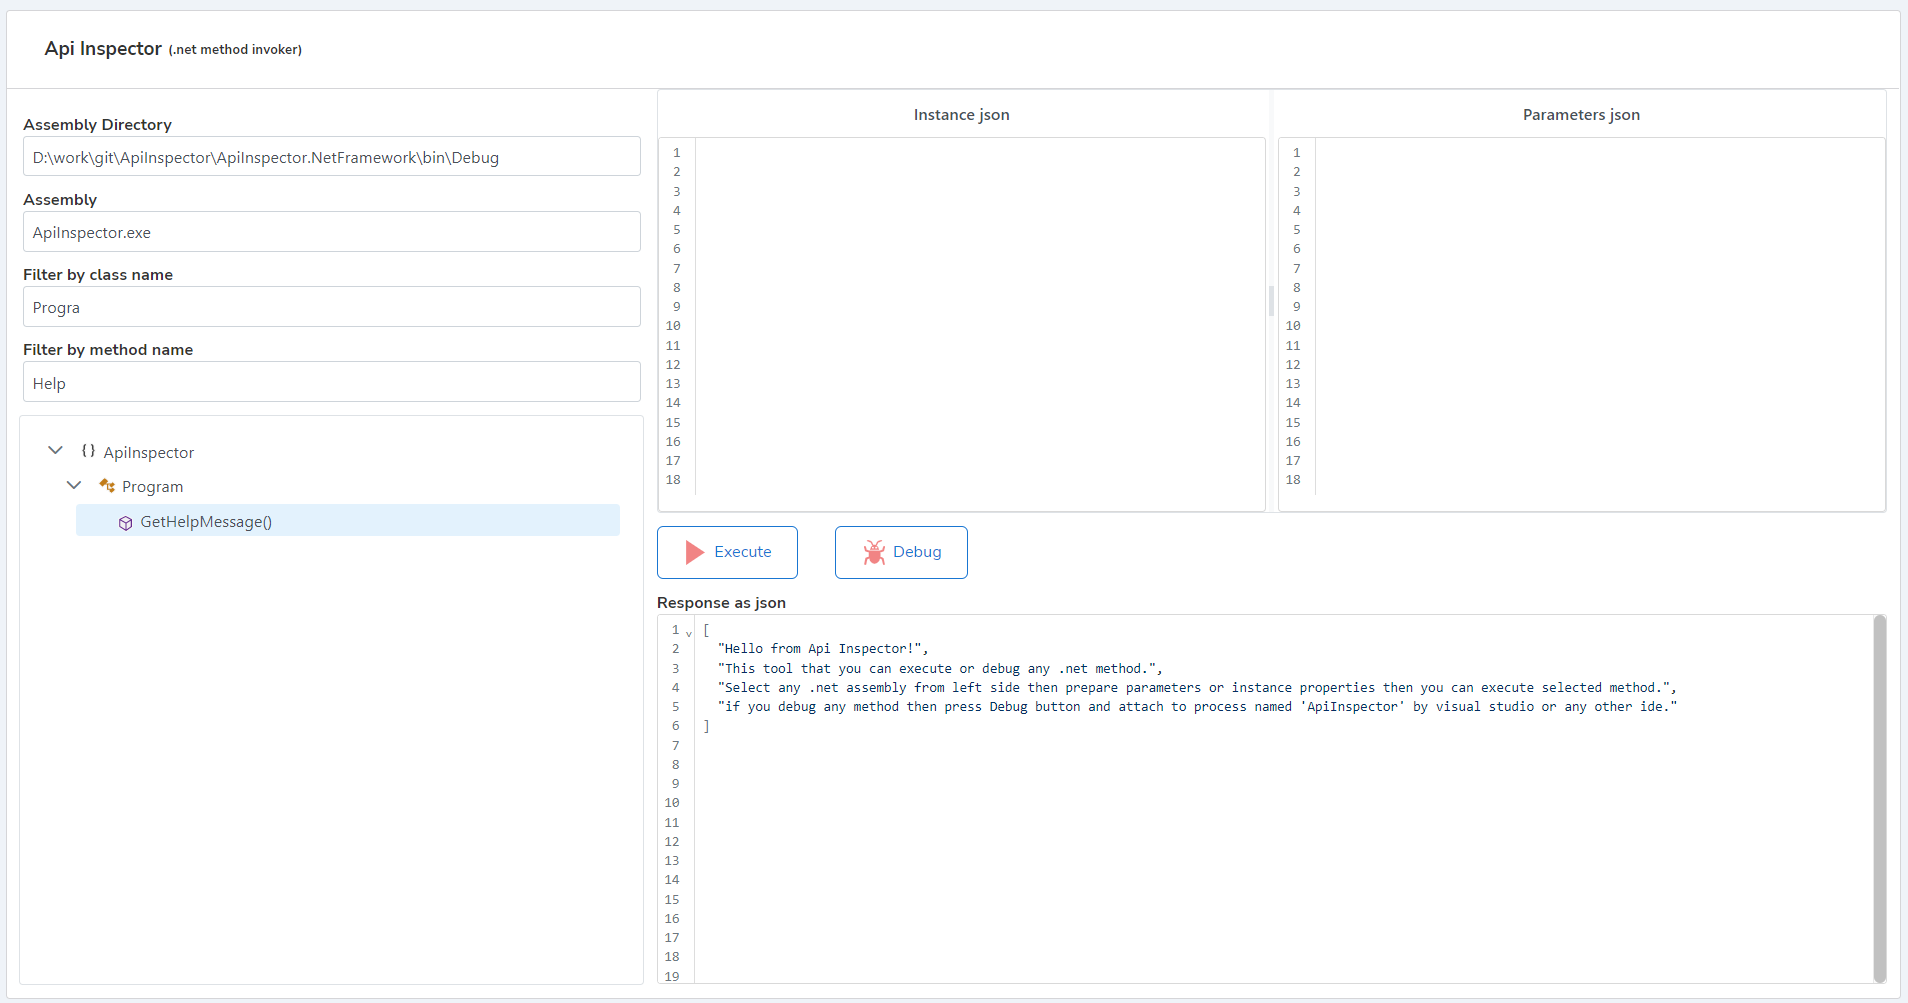 Api Inspector (.net method invoker)
Assembly Directory
D:\work\git\ApiInspector\ApiInspector.NetFramework\bin\Debug
Assembly
ApiInspector.exe
Filter by class name
Progra
Filter by method name
Help
{} ApiInspector
Program
GetHelpMessage()
Instance json
1
2
3
4
5
6
7
8
9
10
11
12
13
14
15
16
17
18
Parameters json
1
2
3
4
5
6
7
8
9
10
11
12
13
14
15
16
17
18
Execute
Debug
Response as json
1 [
2 "Hello from Api Inspector!",
3 "This tool that you can execute or debug any .net method.",
4 "Select any .net assembly from left side then prepare parameters or instance properties then you can execute selected method.",
5 "if you debug any method then press Debug button and attach to process named 'ApiInspector' by visual studio or any other ide."
6 ]
7
8
9
10
11
12
13
14
15
16
17
18
19